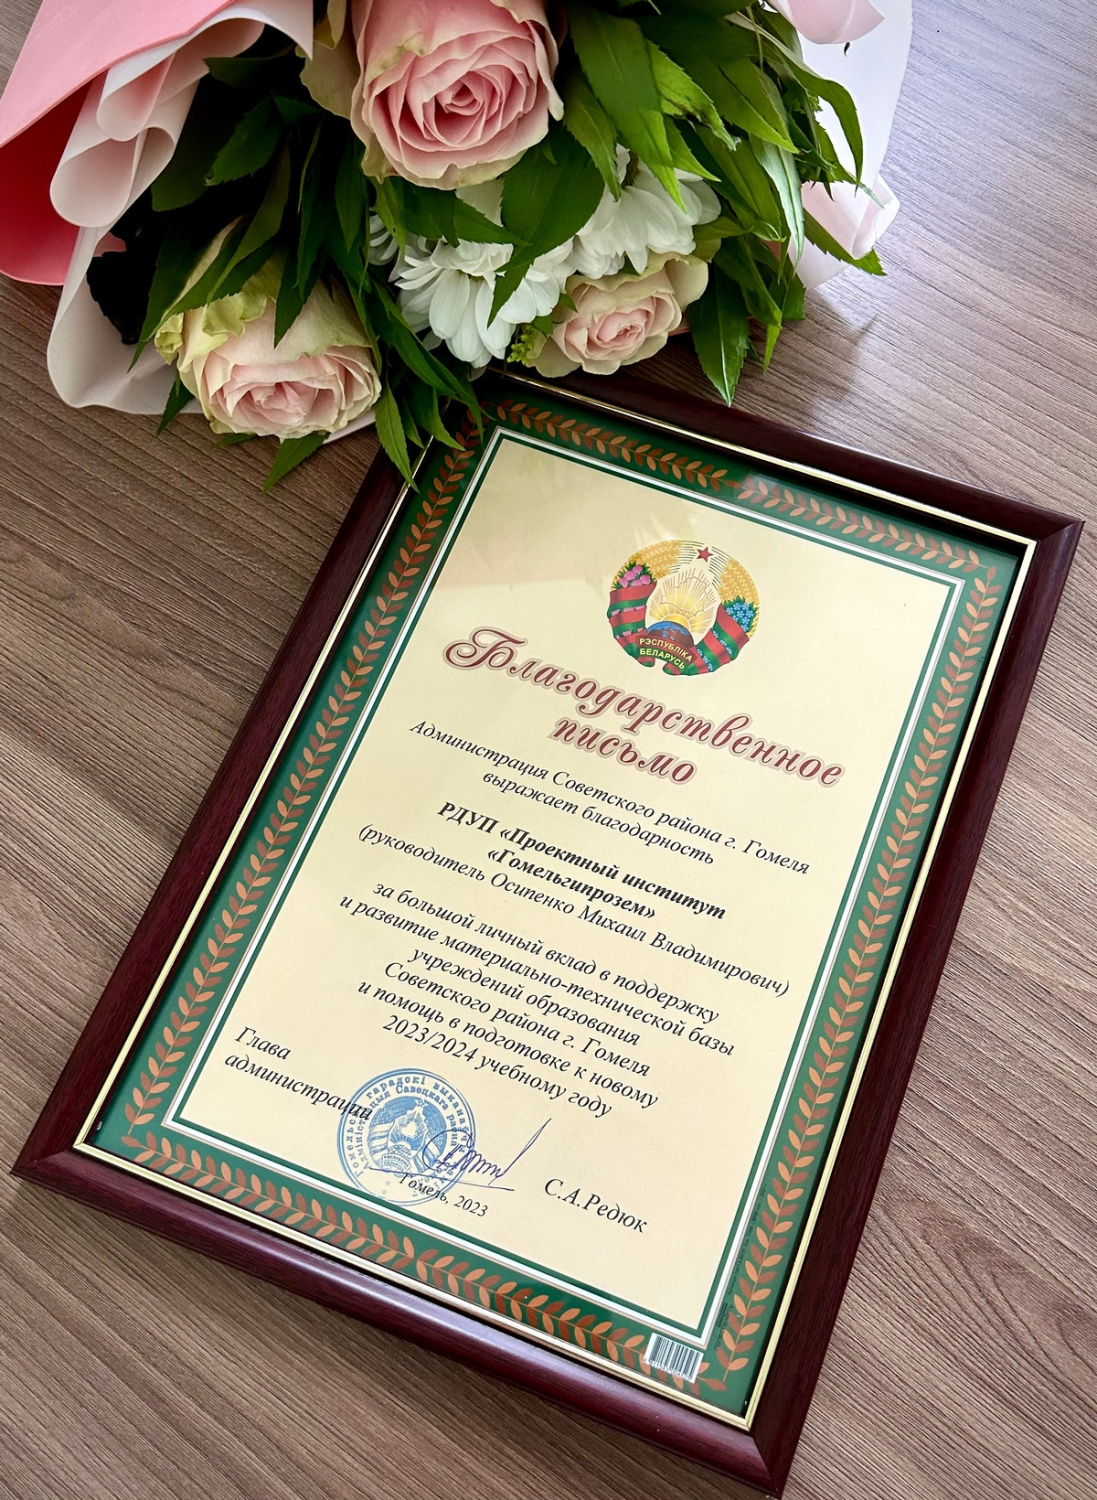 РЭСПУБЛІКА
БЕЛАРУСЬ
Благодарственное
письмо
Администрация Советского района г. Гомеля
выражает благодарность
РДУП «Проектный институт
«Гомельгипрозем»
(руководитель Осипенко Михаил Владимирович)
за большой личный вклад в поддержку
и развитие материально-технической базы
учреждений образования
Советского района г. Гомеля
и помощь в подготовке к новому
2023/2024 учебному году
Глава
администрации
С.А.Редюк
Гомель, 2023